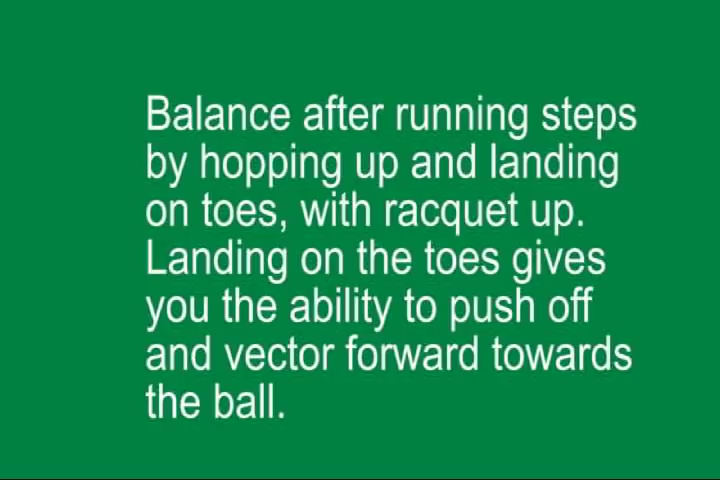 Balance after running steps
by hopping up and landing
on toes, with racquet up.
Landing on the toes gives
you the ability to push off
and vector forward towards
the ball.